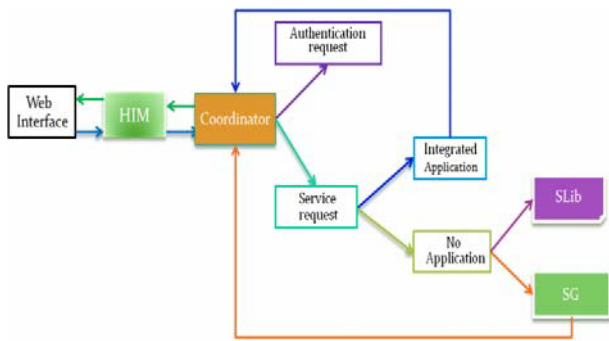 Authentication
request
Web
Interface
HIM
Coordinator
Integrated
Application
Service
request
SLib
No
Application
SG